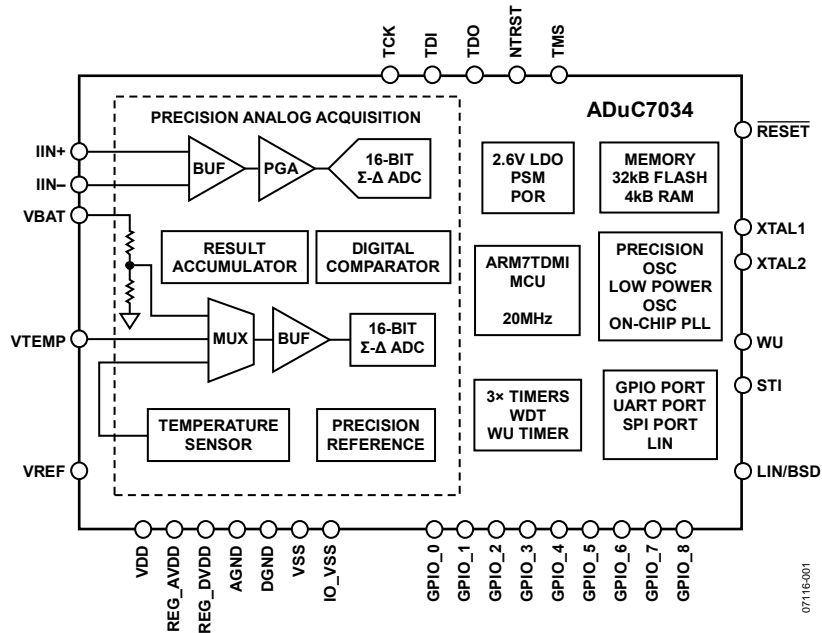 TCK
TDI
TDO
NTRST
TMS
PRECISION ANALOG ACQUISITION
ADuC7034
RESET
IIN+
IIN–
VBAT
VTEMP
VREF
BUF
PGA
16-BIT
Σ-Δ ADC
2.6V LDO
PSM
POR
MEMORY
32kB FLASH
4kB RAM
XTAL1
XTAL2
RESULT
ACCUMULATOR
DIGITAL
COMPARATOR
ARM7TDMI
MCU
20MHz
PRECISION
OSC
LOW POWER
OSC
ON-CHIP PLL
MUX
BUF
16-BIT
Σ-Δ ADC
WU
STI
TEMPERATURE
SENSOR
PRECISION
REFERENCE
3× TIMERS
WDT
WU TIMER
GPIO PORT
UART PORT
SPI PORT
LIN
LIN/BSD
VDD
REG_AVDD
REG_DVDD
AGND
DGND
VSS
IO_VSS
GPIO_0
GPIO_1
GPIO_2
GPIO_3
GPIO_4
GPIO_5
GPIO_6
GPIO_7
GPIO_8
07116-001